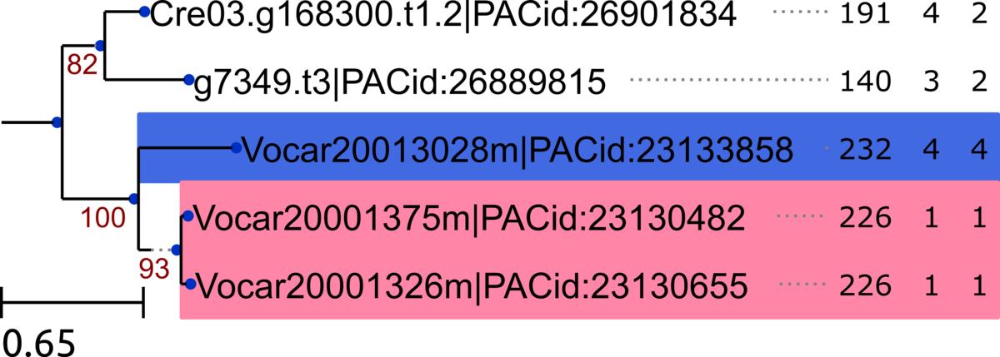 Cre03.g168300.t1.2|PACid:26901834 191 4 2
82
g7349.t3|PACid:26889815 140 3 2
Vocar20013028m|PACid:23133858 232 4 4
100
Vocar20001375m|PACid:23130482 226 1 1
93
Vocar20001326m|PACid:23130655 226 1 1
0.65